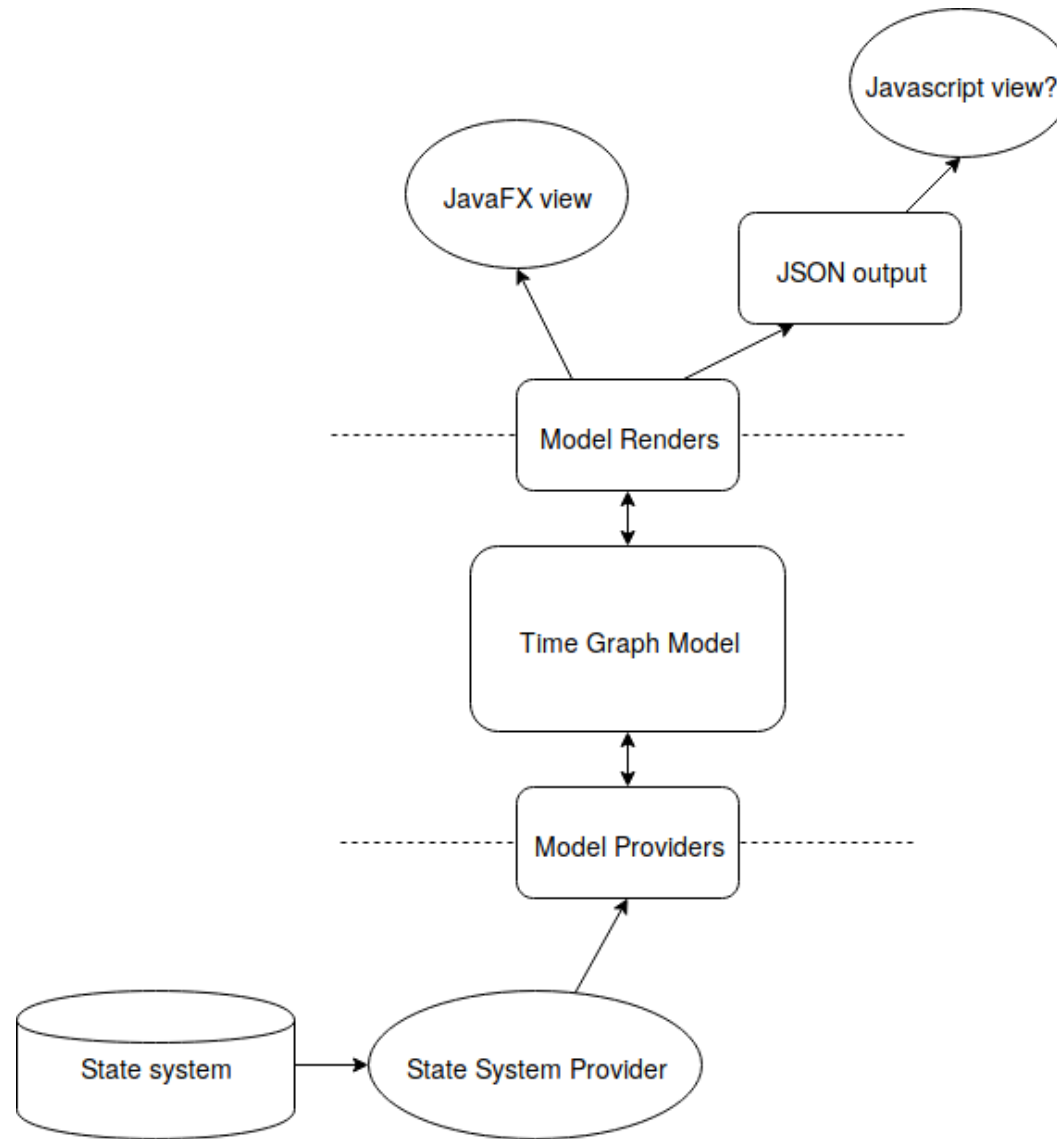 Javascript view?
JavaFX view
JSON output
Model Renders
Time Graph Model
Model Providers
State system
State System Provider